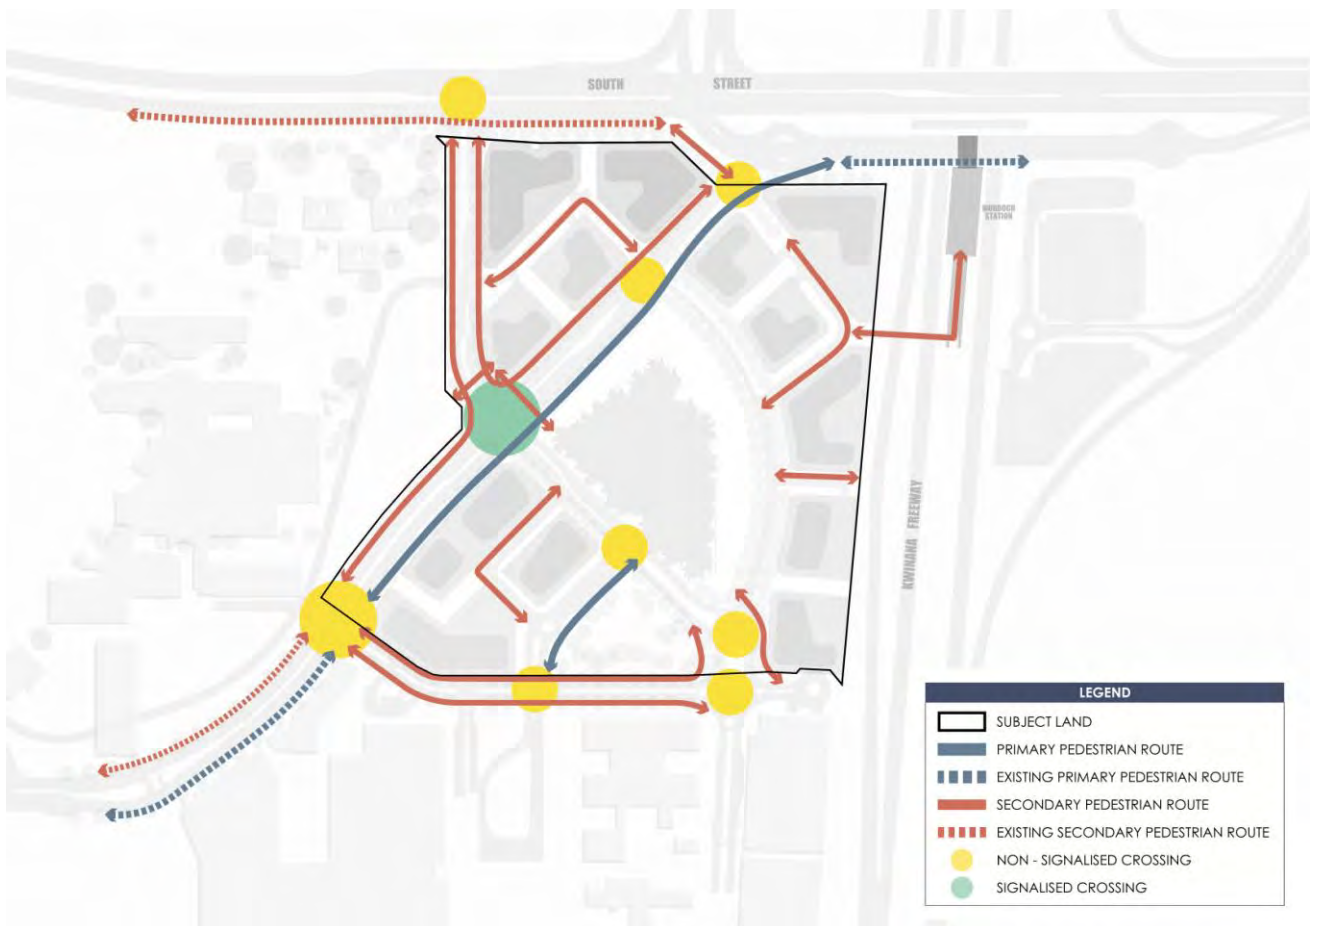 SOUTH STREET
MURDOCH
STATION
KWINANA FREEWAY
LEGEND
SUBJECT LAND
PRIMARY PEDESTRIAN ROUTE
EXISTING PRIMARY PEDESTRIAN ROUTE
SECONDARY PEDESTRIAN ROUTE
EXISTING SECONDARY PEDESTRIAN ROUTE
NON - SIGNALISED CROSSING
SIGNALISED CROSSING